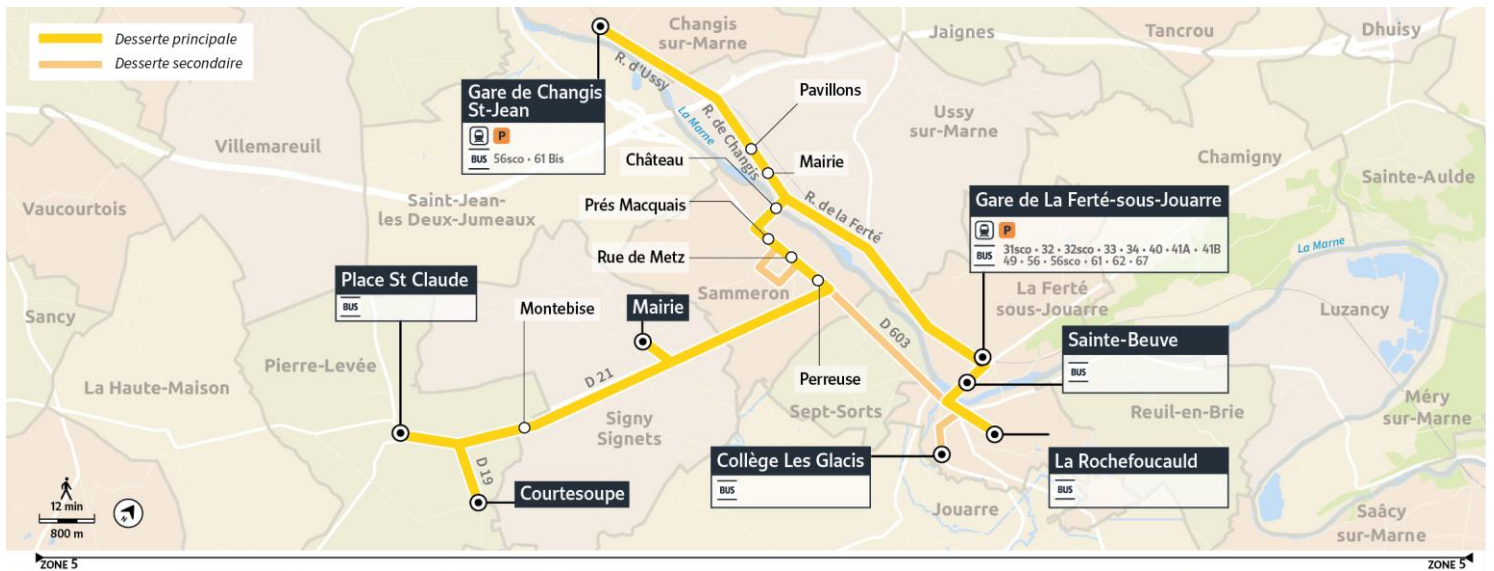 Desserte principale
Desserte secondaire
Changis
sur-Marne
Jaignes
Tancrou
Dhuisy
R. d'Ussy
Gare de Changis
St-Jean
P
BUS 56sco • 61 Bis
Pavillons
La Marne
R. de Changis
Ussy
sur-Marne
Villemareuil
Château
Mairie
Chamigny
Sainte-Aulde
Saint-Jean-
les Deux-Jumeaux
Vaucourtois
Prés Macquais
R. de la Ferté
Gare de La Ferté-sous-Jouarre
P
BUS 31sco • 32 • 32sco • 33 • 34 • 40 • 41A • 41B
49 • 56 • 56sco • 61 • 62 • 67
La Marne
Rue de Metz
Place St Claude
BUS
Sammeron
La Ferté
sous-Jouarre
Luzancy
Sancy
Montebise
Mairie
D 603
Sainte-Beuve
BUS
Pierre-Levée
La Haute-Maison
D 21
Perreuse
Signy
Signets
Sept-Sorts
Reuil-en-Brie
Méry
sur-Marne
D 19
Collège Les Glacis
BUS
La Rochefoucauld
BUS
Courtesoupe
Jouarre
Saâcy
sur-Marne
12 min
800 m
N
ZONE 5
ZONE 5